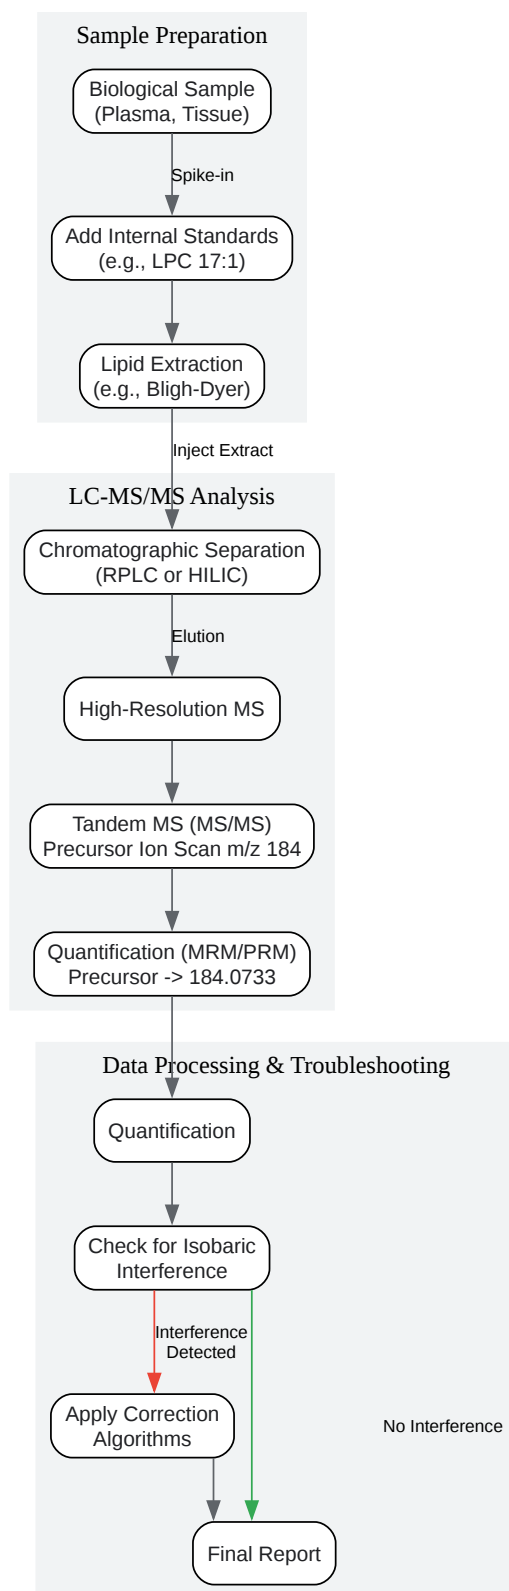 Sample Preparation
Biological Sample
(Plasma, Tissue)
Spike-in
Add Internal Standards
(e.g., LPC 17:1)
Lipid Extraction
(e.g., Bligh-Dyer)
Inject Extract
LC-MS/MS Analysis
Chromatographic Separation
(RPLC or HILIC)
Elution
High-Resolution MS
Tandem MS (MS/MS)
Precursor Ion Scan m/z 184
Quantification (MRM/PRM)
Precursor -> 184.0733
Data Processing & Troubleshooting
Quantification
Check for Isobaric
Interference
Interference
Detected
Apply Correction
Algorithms
No Interference
Final Report